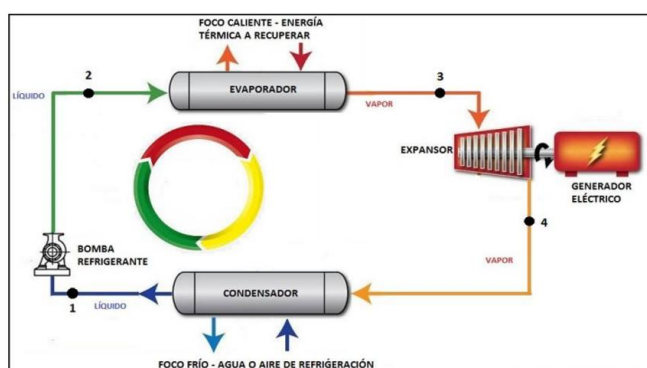 FOCO CALIENTE - ENERGÍA
TÉRMICA A RECUPERAR
2
LÍQUIDO
EVAPORADOR
3
VAPOR
EXPANSOR
GENERADOR
ELÉCTRICO
4
BOMBA
REFRIGERANTE
VAPOR
1
LÍQUIDO
CONDENSADOR
FOCO FRÍO - AGUA O AIRE DE REFRIGERACIÓN